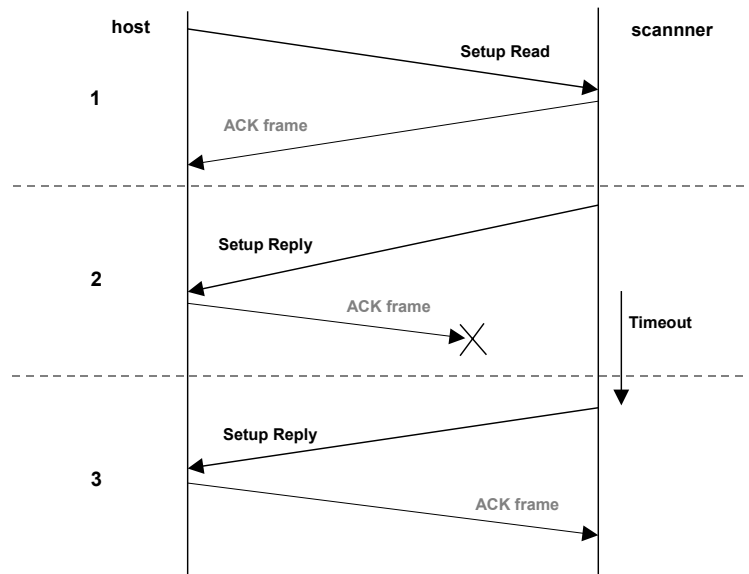 host
scannner
Setup Read
1
ACK frame
Setup Reply
2
ACK frame
Timeout
Setup Reply
3
ACK frame